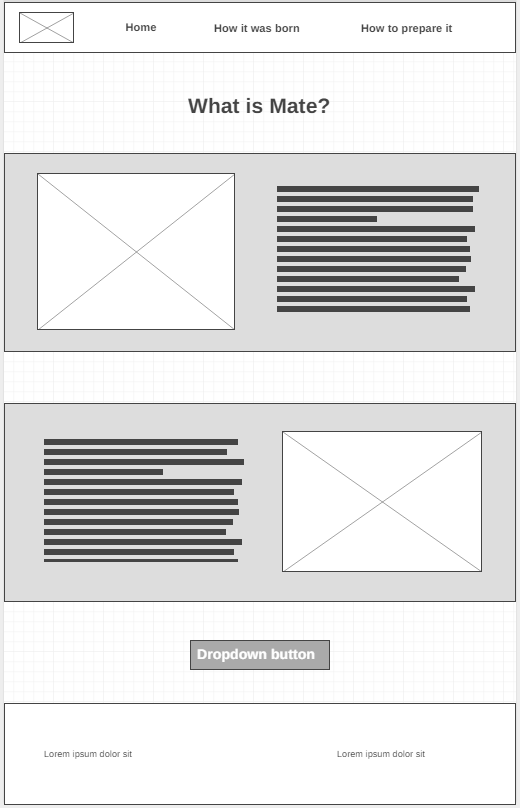 Home
How it was born
How to prepare it
What is Mate?
Dropdown button
Lorem ipsum dolor sit
Lorem ipsum dolor sit